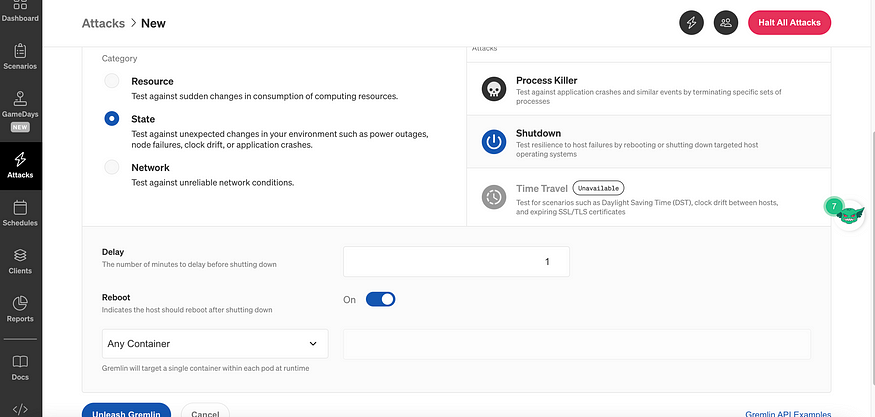 Dashboard
Scenarios
GameDays
NEW
Attacks
Schedules
Clients
Reports
Docs
Attacks > New
Halt All Attacks
Category
Resource
Test against sudden changes in consumption of computing resources.
State
Test against unexpected changes in your environment such as power outages,
node failures, clock drift, or application crashes.
Network
Test against unreliable network conditions.
Attacks
Process Killer
Test against application crashes and similar events by terminating specific sets of
processes
Shutdown
Test resilience to host failures by rebooting or shutting down targeted host
operating systems
Time Travel Unavailable
Test for scenarios such as Daylight Saving Time (DST), clock drift between hosts,
and expiring SSL/TLS certificates
7
Delay
The number of minutes to delay before shutting down
1
Reboot
Indicates the host should reboot after shutting down
On
Any Container
Gremlin will target a single container within each pod at runtime
Unleash Gremlin
Cancel
Gremlin API Examples